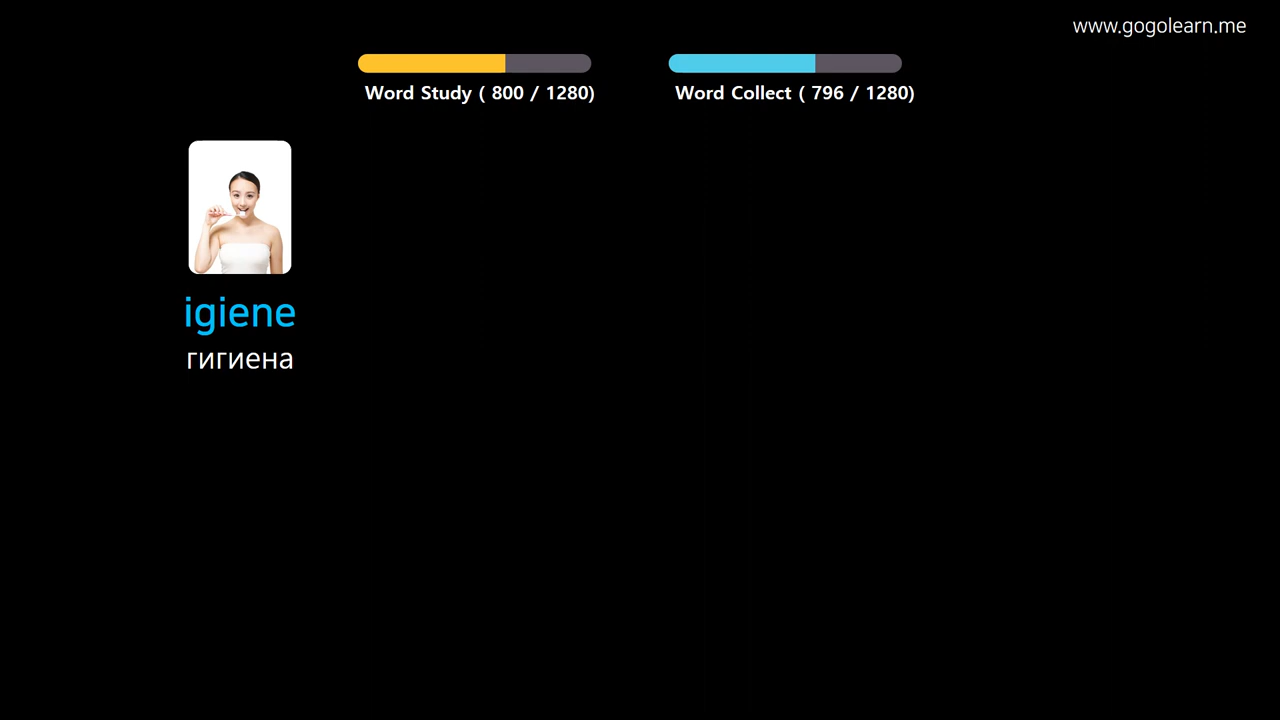 www.gogolearn.me
Word Study ( 800 / 1280)
Word Collect ( 796 / 1280)
igiene
гигиена